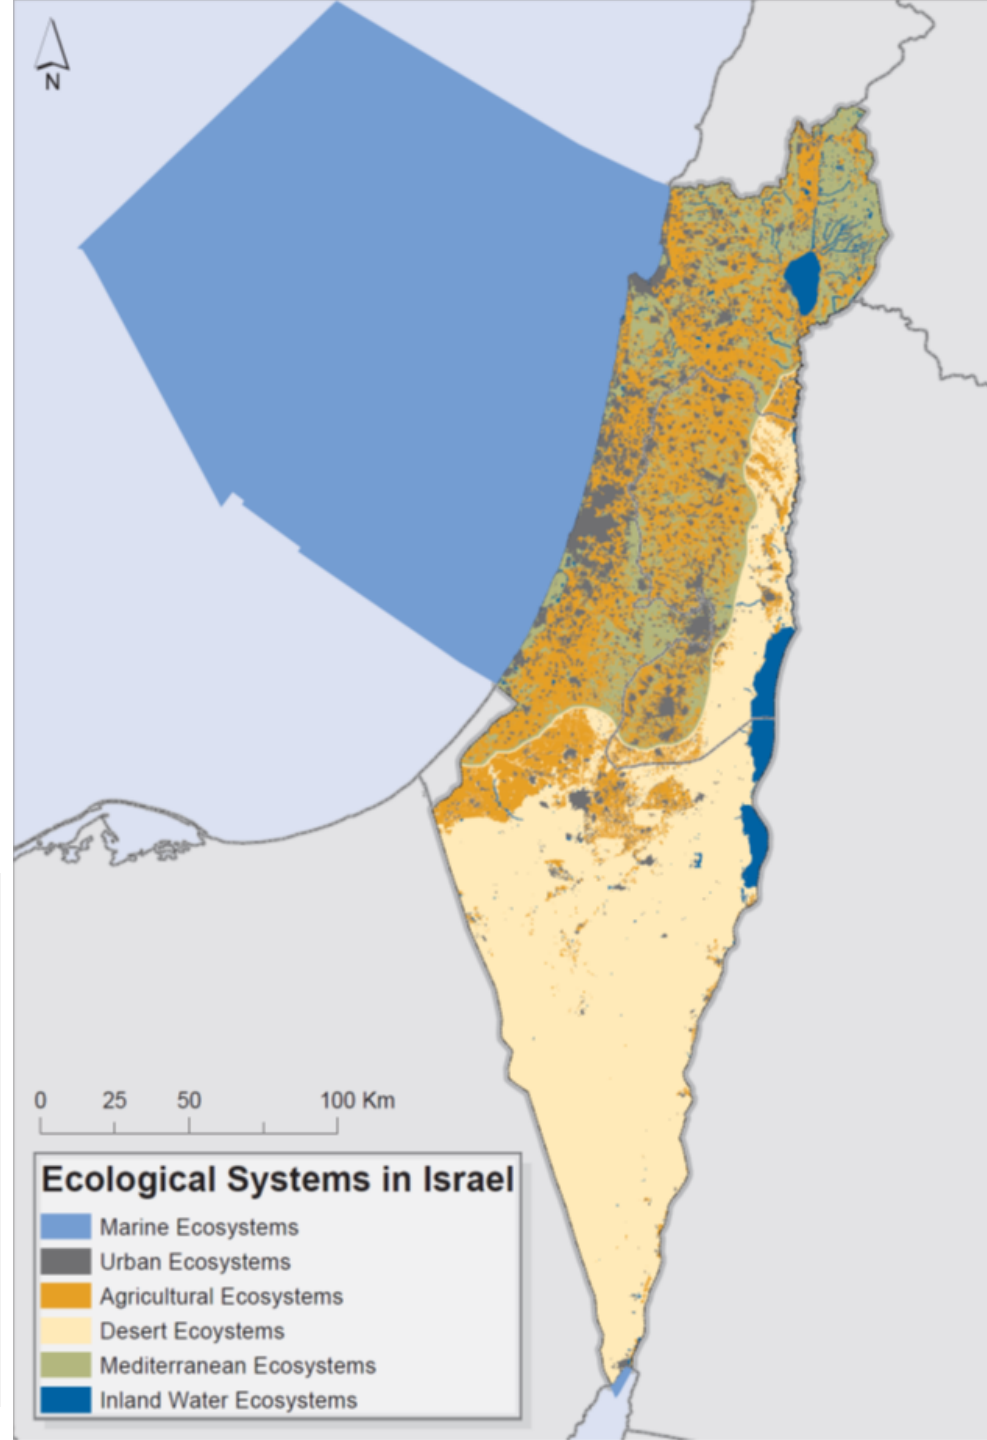 N
0 25 50 100 Km
Ecological Systems in Israel
Marine Ecosystems
Urban Ecosystems
Agricultural Ecosystems
Desert Ecoystems
Mediterranean Ecosystems
Inland Water Ecosystems